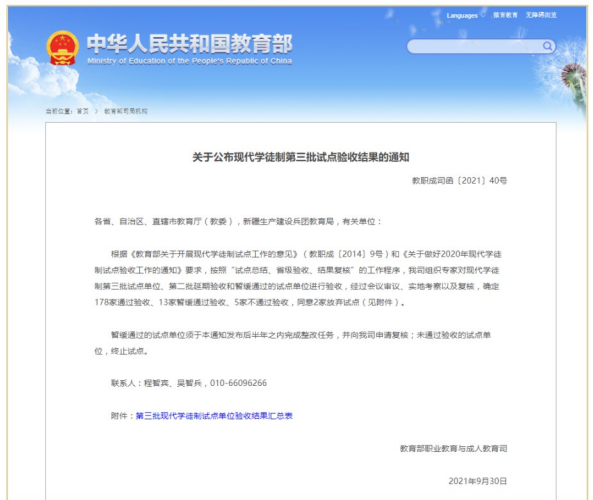 Languages 微言教育 无障碍浏览
中华人民共和国教育部
Ministry of Education of the People's Republic of China
当前位置：首页 > 教育部司局机构
关于公布现代学徒制第三批试点验收结果的通知
教职成司函〔2021〕40号
各省、自治区、直辖市教育厅（教委），新疆生产建设兵团教育局，有关单位：
根据《教育部关于开展现代学徒制试点工作的意见》（教职成〔2014〕9号）和《关于做好2020年现代学徒
制试点验收工作的通知》要求，按照“试点总结、省级验收、结果复核”的工作程序，我司组织专家对现代学徒
制第三批试点单位、第二批延期验收和暂缓通过的试点单位进行验收，经过会议审议、实地考察以及复核，确定
178家通过验收、13家暂缓通过验收、5家不通过验收，同意2家放弃试点（见附件）。
暂缓通过的试点单位须于本通知发布后半年之内完成整改任务，并向我司申请复核；未通过验收的试点单
位，终止试点。
联系人：程智宾、吴智兵，010-66096266
附件：第三批现代学徒制试点单位验收结果汇总表
教育部职业教育与成人教育司
2021年9月30日